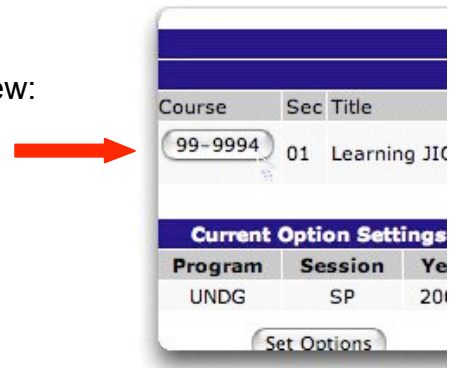 ew:
Course Sec Title
99-9994 01 Learning JIC
Current Option Settings
Program Session Ye
UNDG SP 200
Set Options